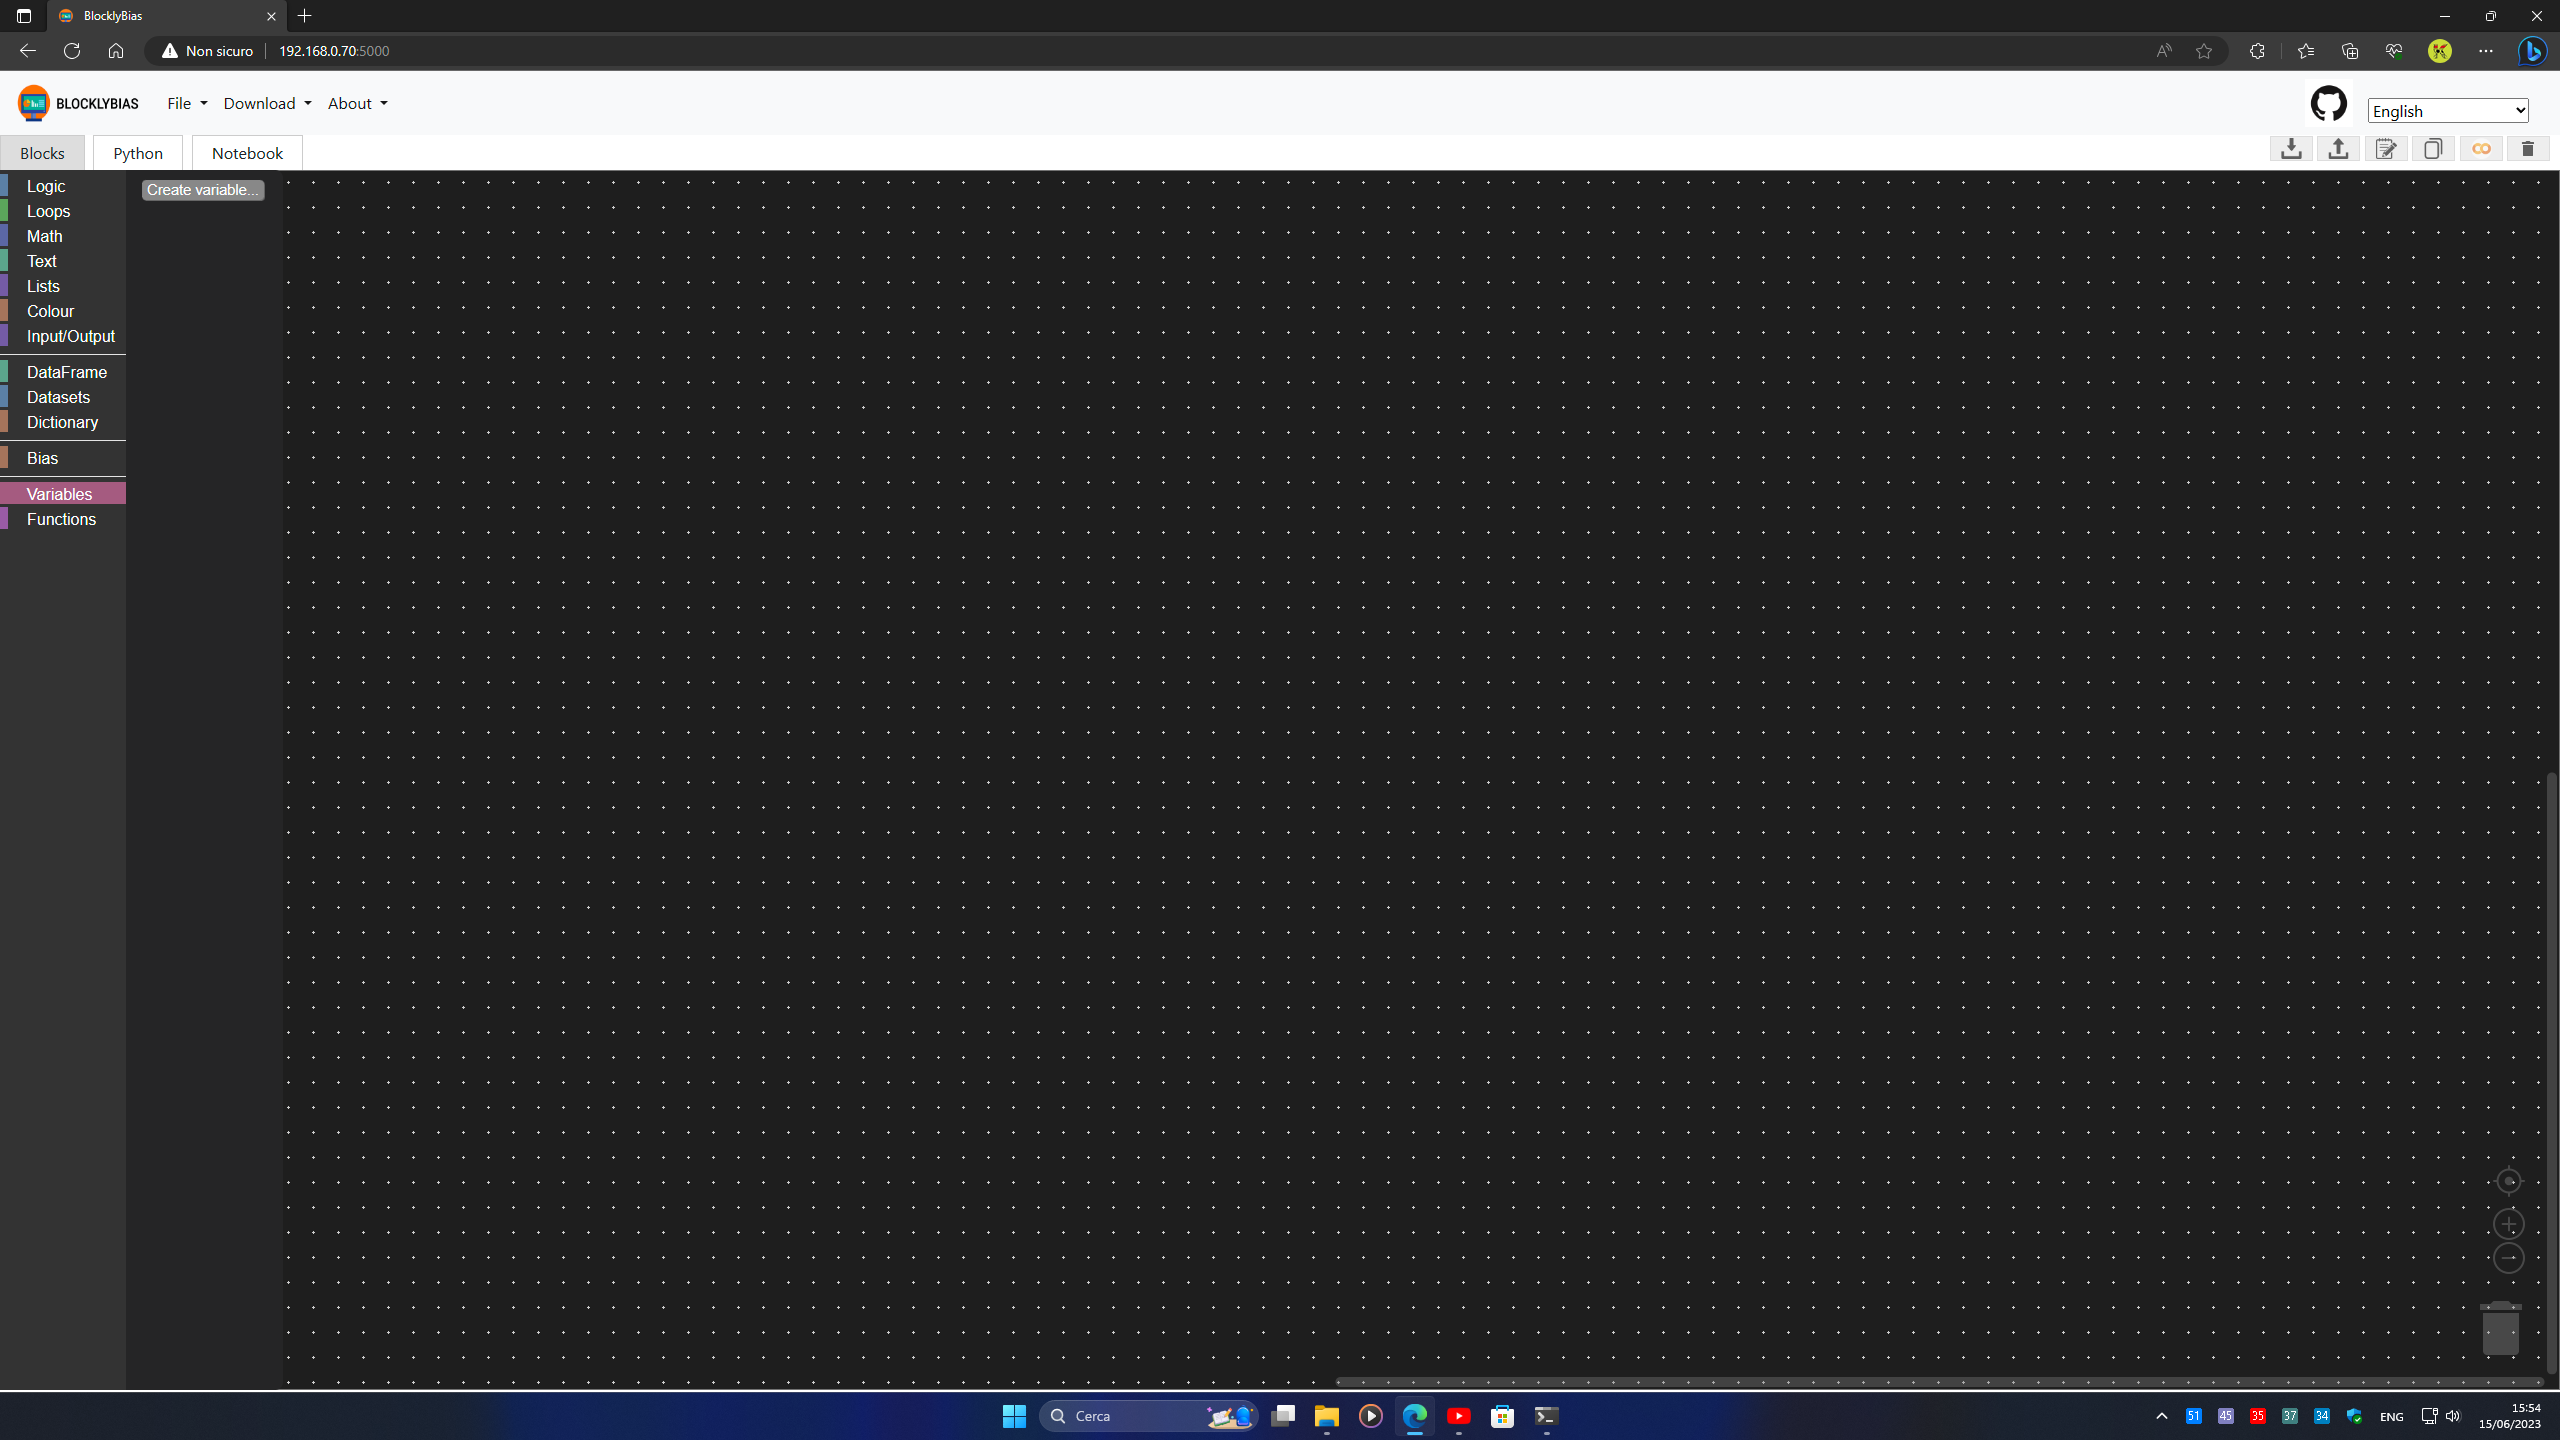 BlocklyBias
Non sicuro
192.168.0.70:5000
BLOCKLYBIAS
File
Download
About
English
Blocks
Python
Notebook
Logic
Loops
Math
Text
Lists
Colour
Input/Output
DataFrame
Datasets
Dictionary
Bias
Variables
Functions
Create variable...
Cerca
51
45
35
37
34
ENG
15:54
15/06/2023